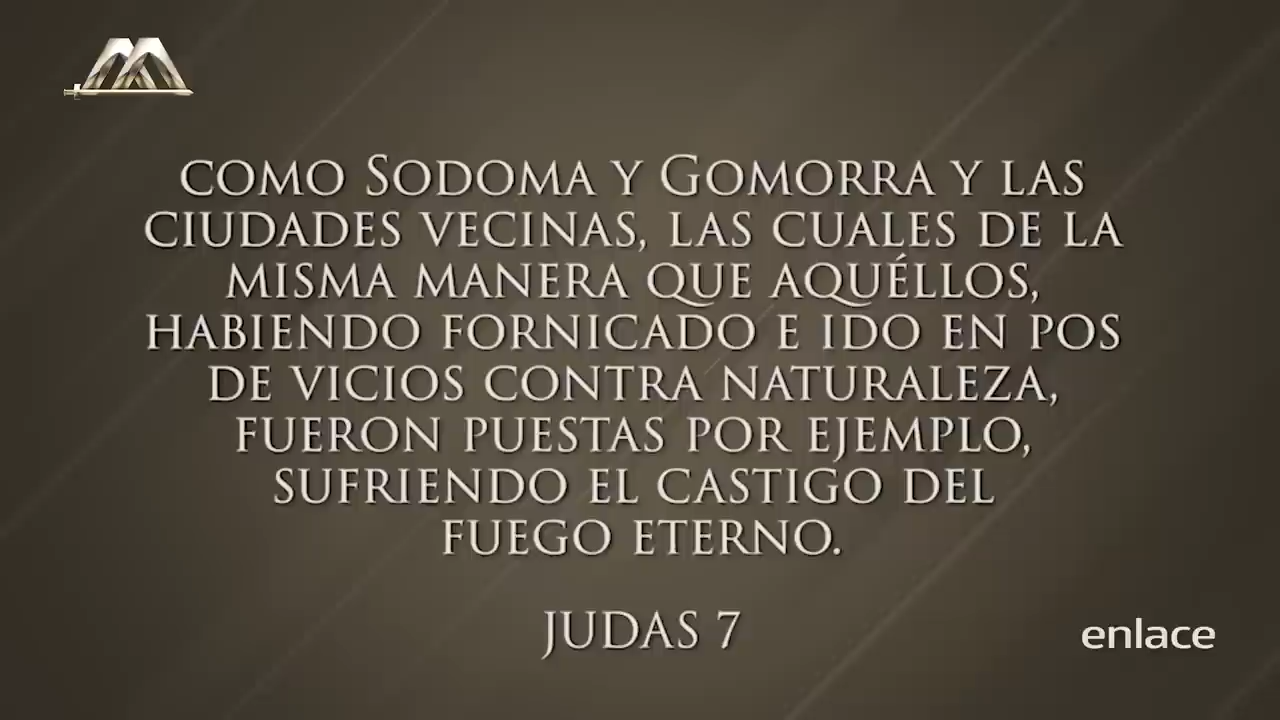 como Sodoma y Gomorra y las
ciudades vecinas, las cuales de la
misma manera que aquéllos,
habiendo fornicado e ido en pos
de vicios contra naturaleza,
fueron puestas por ejemplo,
sufriendo el castigo del
fuego eterno.
JUDAS 7
enlace